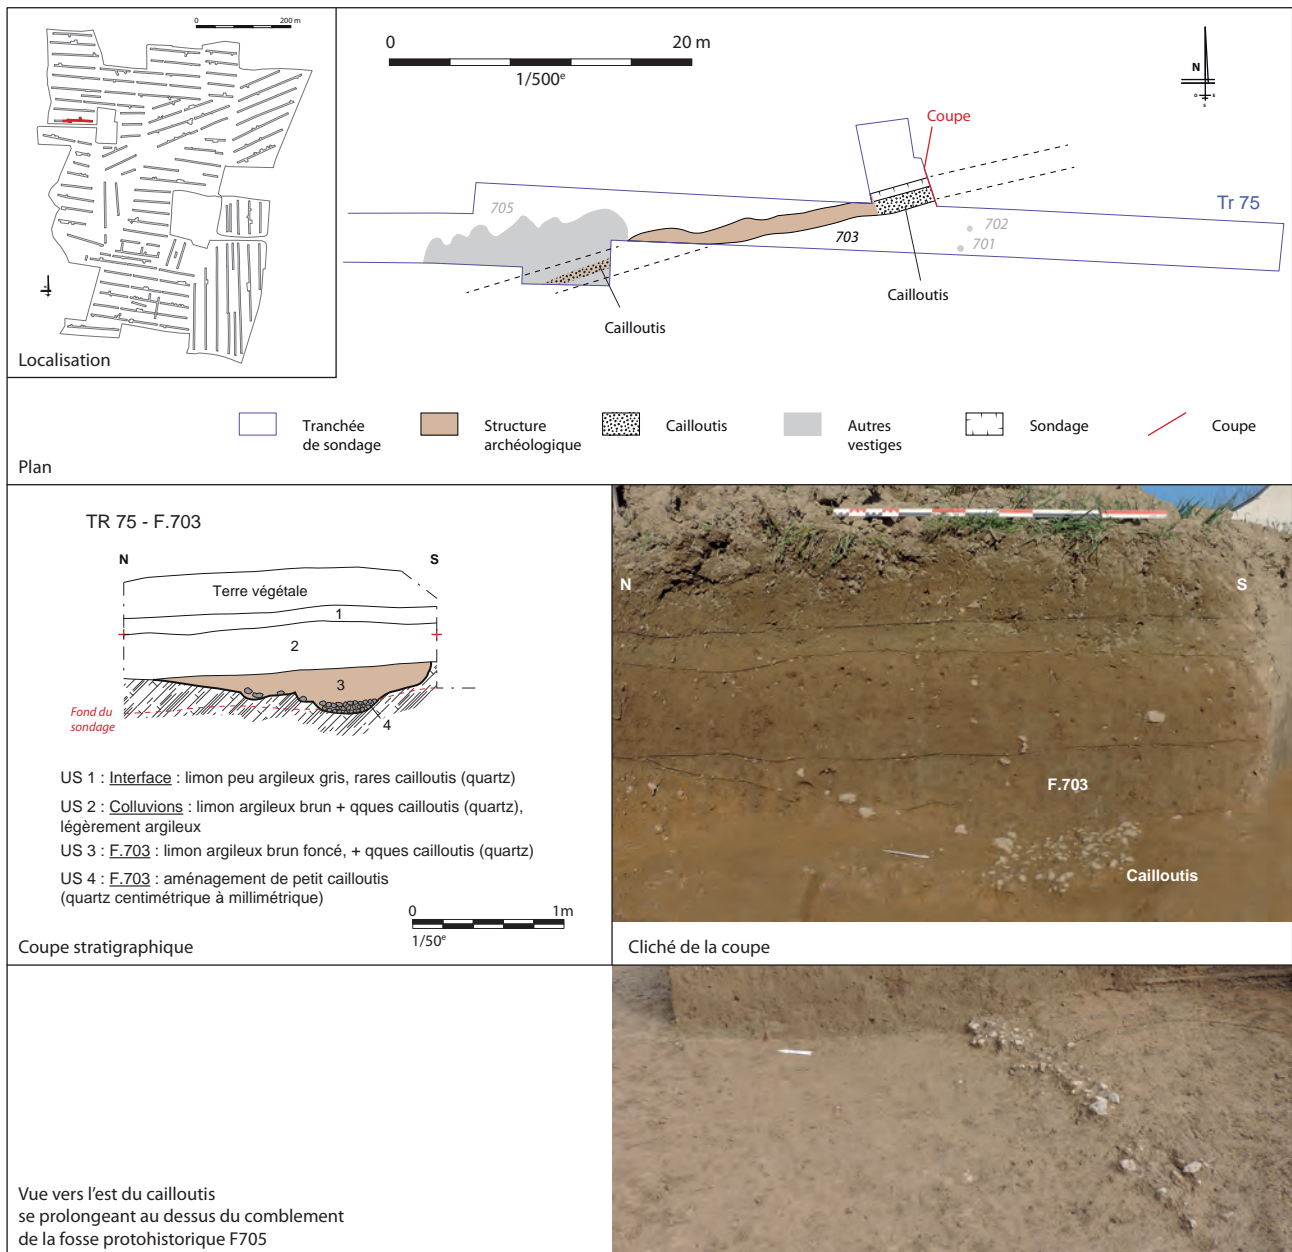 0
200 m
Localisation
0
20 m
1/500e
N
O
E
S
Coupe
Tr 75
705
703
702
701
Cailloutis
Cailloutis
Tranchée
de sondage
Structure
archéologique
Cailloutis
Autres
vestiges
Sondage
Coupe
Plan
TR 75 - F.703
N
S
Terre végétale
1
2
3
4
Fond du
sondage
US 1 : Interface : limon peu argileux gris, rares cailloutis (quartz)
US 2 : Colluvions : limon argileux brun + qques cailloutis (quartz),
légèrement argileux
US 3 : F.703 : limon argileux brun foncé, + qques cailloutis (quartz)
US 4 : F.703 : aménagement de petit cailloutis
(quartz centimétrique à millimétrique)
0
1m
1/50e
Coupe stratigraphique
N
S
F.703
Cailloutis
Cliché de la coupe
Vue vers l'est du cailloutis
se prolongeant au dessus du comblement
de la fosse protohistorique F705